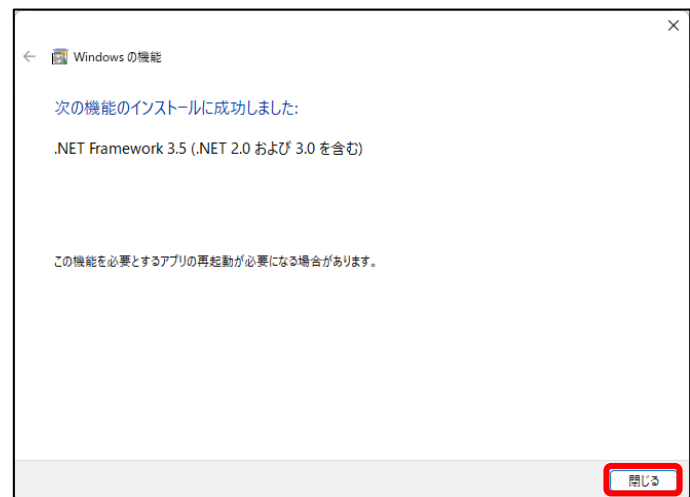 Windows の機能
次の機能のインストールに成功しました:
.NET Framework 3.5 (.NET 2.0 および 3.0 を含む)
この機能を必要とするアプリの再起動が必要になる場合があります。
閉じる